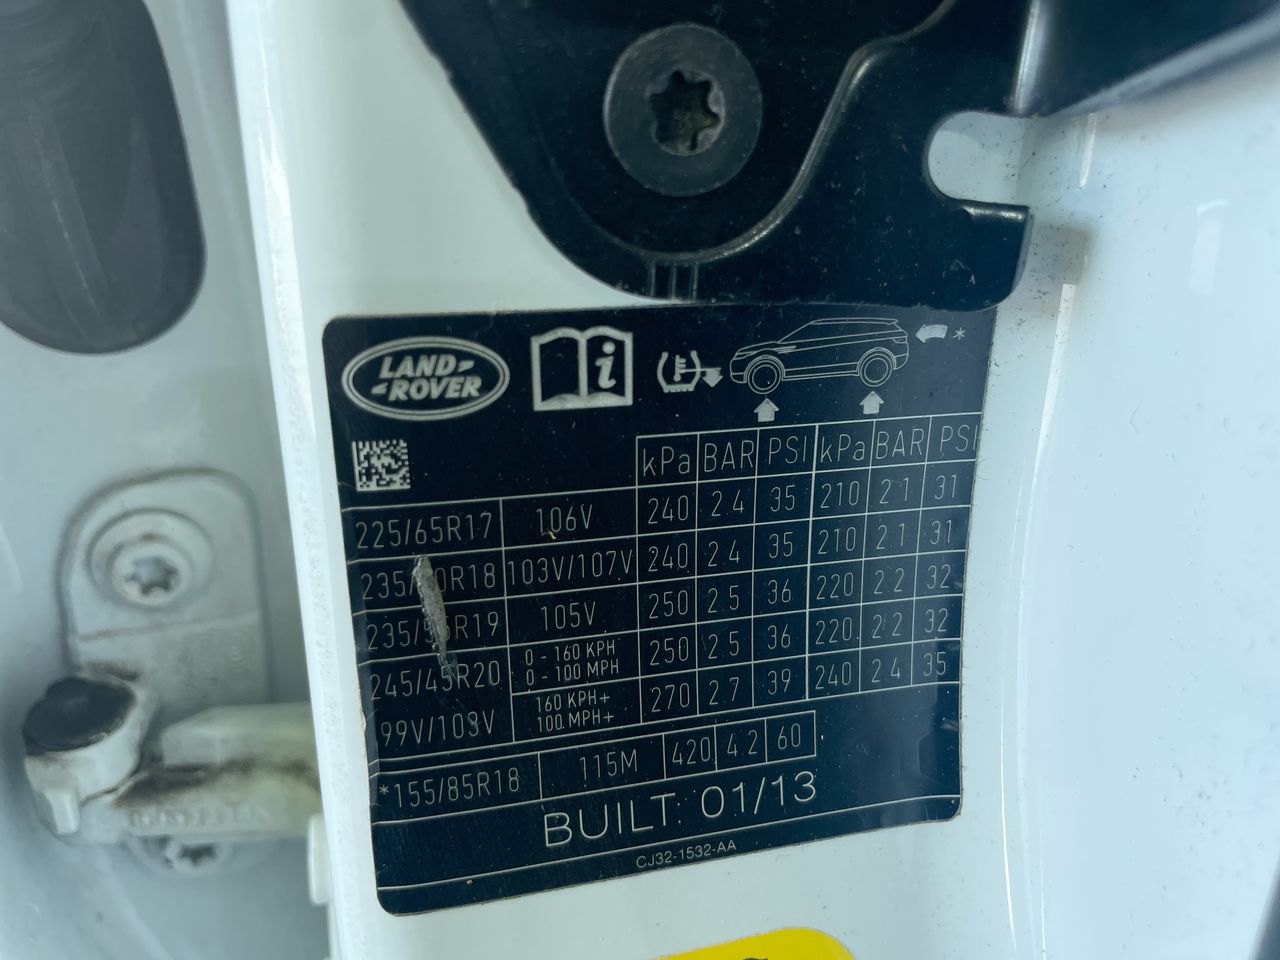 LAND-
-ROVER
i
*
kPa BAR PSI kPa BAR PSI
225/65R17 106V 240 2.4 35 210 2.1 31
R18 103V/107V 240 2.4 35 210 2.1 31
R19 105V 250 2.5 36 220 2.2 32
245/45R20 0 - 160 KPH 250 2.5 36 220 2.2 32
0 - 100 MPH
99V/103V 160 KPH+ 270 2.7 39 240 2.4 35
100 MPH+
*155/85R18 115M 420 4.2 60
BUILT: 01/13
CJ32-1532-AA